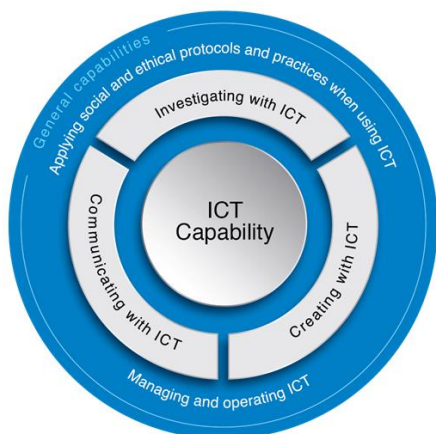 General capabilities
Applying social and ethical protocols and practices when using ICT
Investigating with ICT
Communicating with ICT
ICT
Capability
Creating with ICT
Managing and operating ICT